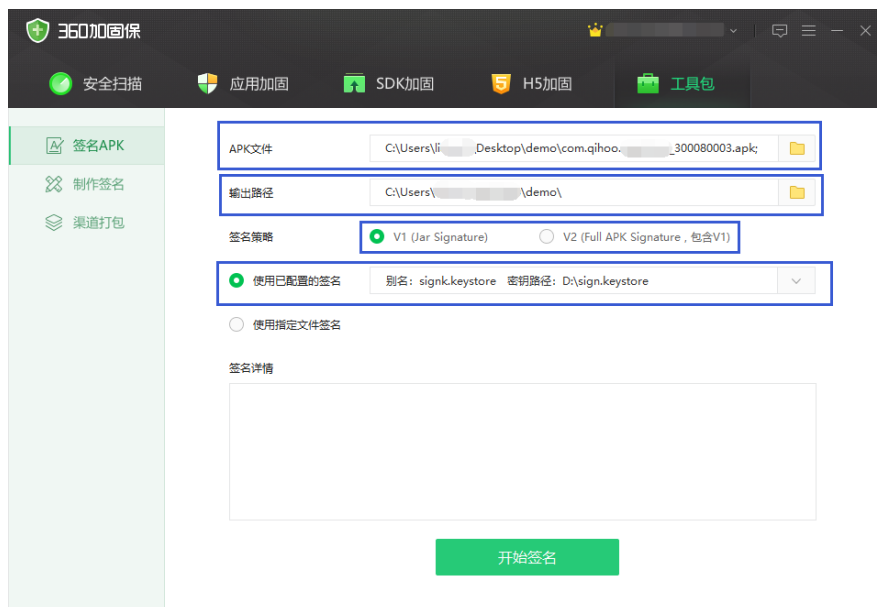 360加固保
安全扫描 应用加固 SDK加固 H5加固 工具包
签名APK
制作签名
渠道打包
APK文件 C:\Users\li Desktop\demo\com.qihoo. _300080003.apk;
输出路径 C:\Users\ \demo\
签名策略 V1 (Jar Signature) V2 (Full APK Signature , 包含V1)
使用已配置的签名 别名: signk.keystore 密钥路径: D:\sign.keystore
使用指定文件签名
签名详情
开始签名